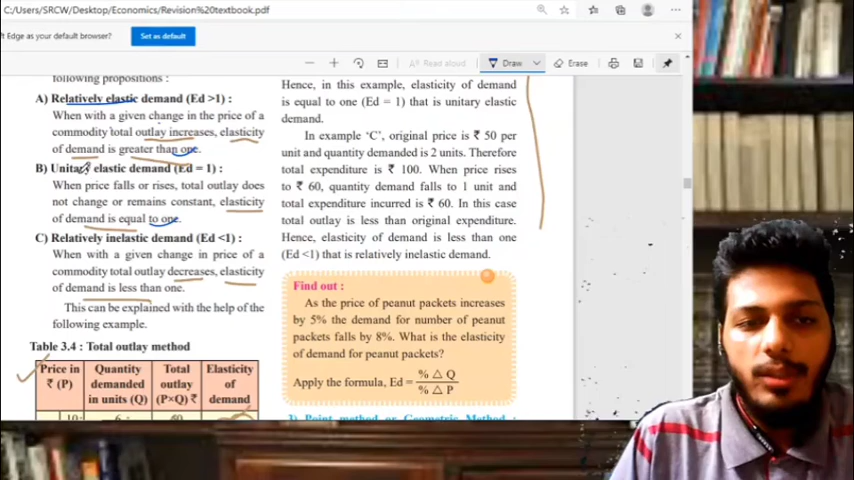 C:/Users/SRCW/Desktop/Economics/Revision%20textbook.pdf
ft Edge as your default browser?
Set as default
Read aloud
Draw
Erase
following propositions :
A) Relatively elastic demand (Ed >1) :
When with a given change in the price of a
commodity total outlay increases, elasticity
of demand is greater than one.
B) Unitary elastic demand (Ed = 1) :
When price falls or rises, total outlay does
not change or remains constant, elasticity
of demand is equal to one.
C) Relatively inelastic demand (Ed <1) :
When with a given change in price of a
commodity total outlay decreases, elasticity
of demand is less than one.
This can be explained with the help of the
following example.
Table 3.4 : Total outlay method
Price in
₹ (P)
Quantity
demanded
in units (Q)
Total
outlay
(P×Q) ₹
Elasticity
of
demand
10
6
60
Hence, in this example, elasticity of demand
is equal to one (Ed = 1) that is unitary elastic
demand.
In example ‘C’, original price is ₹ 50 per
unit and quantity demanded is 2 units. Therefore
total expenditure is ₹ 100. When price rises
to ₹ 60, quantity demand falls to 1 unit and
total expenditure incurred is ₹ 60. In this case
total outlay is less than original expenditure.
Hence, elasticity of demand is less than one
(Ed <1) that is relatively inelastic demand.
Find out :
As the price of peanut packets increases
by 5% the demand for number of peanut
packets falls by 8%. What is the elasticity
of demand for peanut packets?
Apply the formula, Ed = % △ Q
% △ P
Point method or Geometric Method :